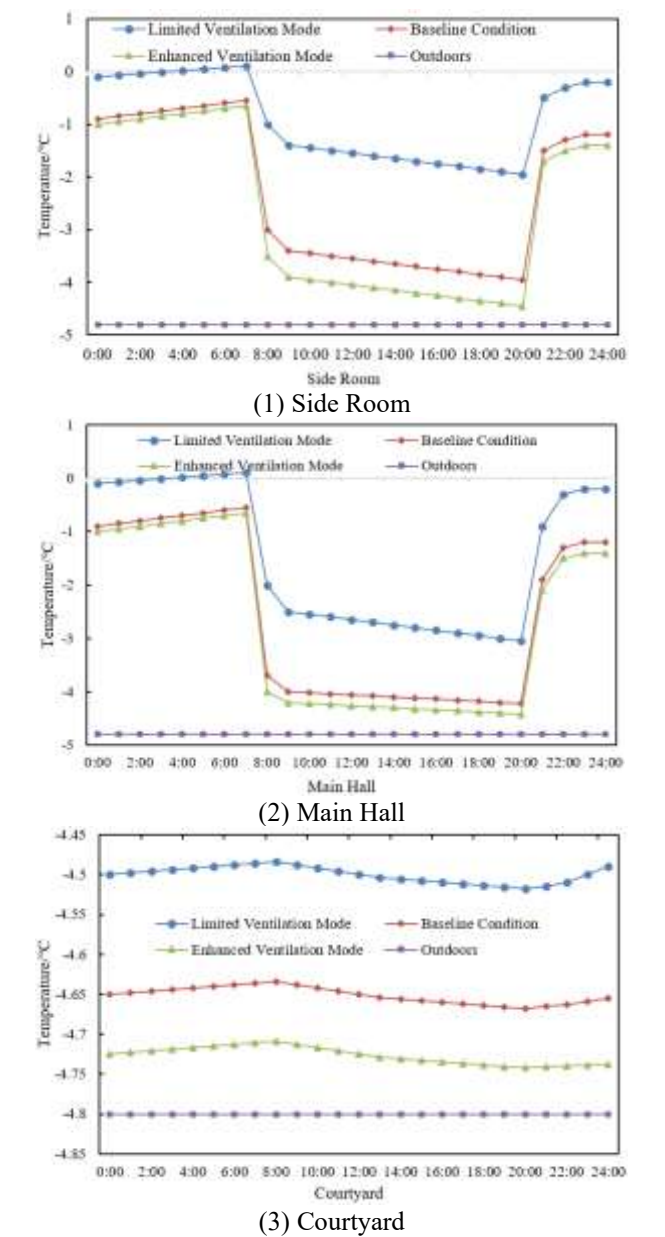 1
Limited Ventilation Mode Baseline Condition
Enhanced Ventilation Mode Outdoors
0
-1
-2
-3
-4
-5
Temperature/°C
0:00 2:00 4:00 6:00 8:00 10:00 12:00 14:00 16:00 18:00 20:00 22:00 24:00
Side Room
(1) Side Room
1
Limited Ventilation Mode Baseline Condition
Enhanced Ventilation Mode Outdoors
0
-1
-2
-3
-4
-5
Temperature/°C
0:00 2:00 4:00 6:00 8:00 10:00 12:00 14:00 16:00 18:00 20:00 22:00 24:00
Main Hall
(2) Main Hall
-4.45
-4.5
-4.55
Limited Ventilation Mode Baseline Condition
Enhanced Ventilation Mode Outdoors
-4.6
-4.65
-4.7
-4.75
-4.8
-4.85
Temperature/°C
0:00 2:00 4:00 6:00 8:00 10:00 12:00 14:00 16:00 18:00 20:00 22:00 24:00
Courtyard
(3) Courtyard